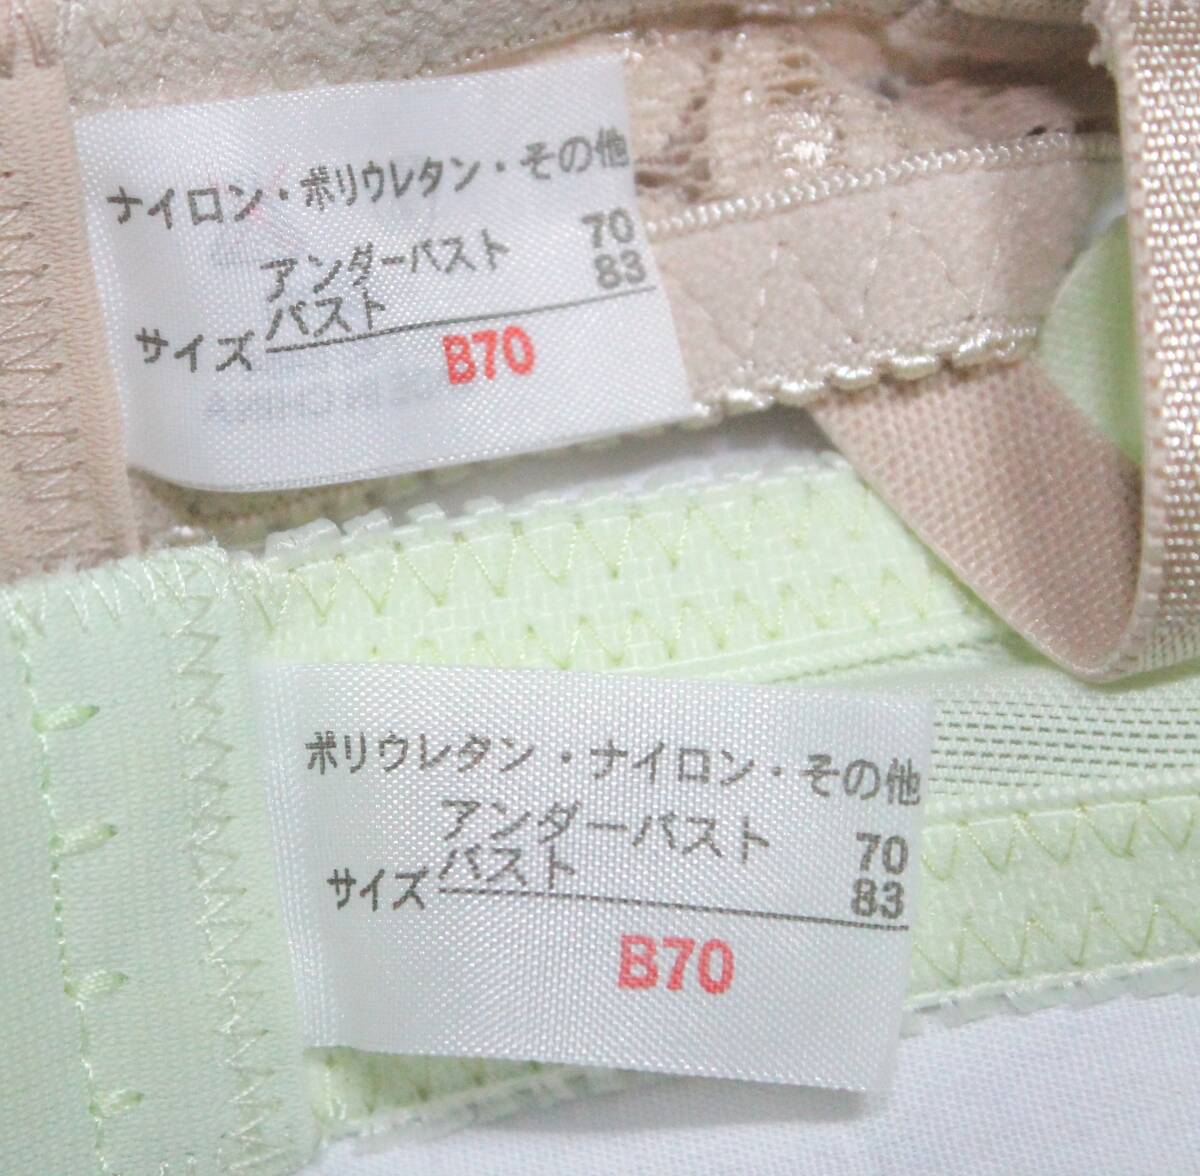 ナイロン・ポリウレタン・その他
アンダーバスト 70
バスト 83
サイズ
B70
ポリウレタン・ナイロン・その他
アンダーバスト 70
バスト 83
サイズ
B70